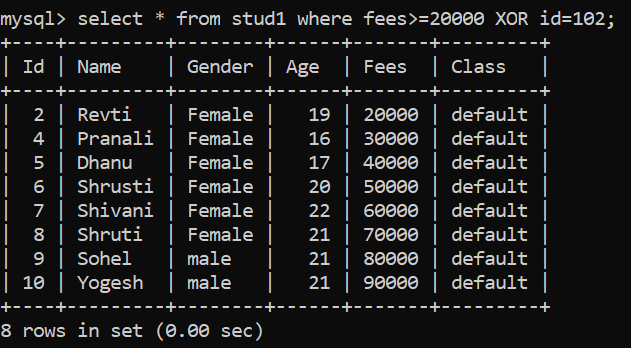 mysql> select * from stud1 where fees>=20000 XOR id=102;
+----+---------+--------+------+-------+---------+
| Id | Name    | Gender | Age  | Fees  | Class   |
+----+---------+--------+------+-------+---------+
|  2 | Revti   | Female |   19 | 20000 | default |
|  4 | Pranali | Female |   16 | 30000 | default |
|  5 | Dhanu   | Female |   17 | 40000 | default |
|  6 | Shrusti | Female |   20 | 50000 | default |
|  7 | Shivani | Female |   22 | 60000 | default |
|  8 | Shruti  | Female |   21 | 70000 | default |
|  9 | Sohel   | male   |   21 | 80000 | default |
| 10 | Yogesh  | male   |   21 | 90000 | default |
+----+---------+--------+------+-------+---------+
8 rows in set (0.00 sec)